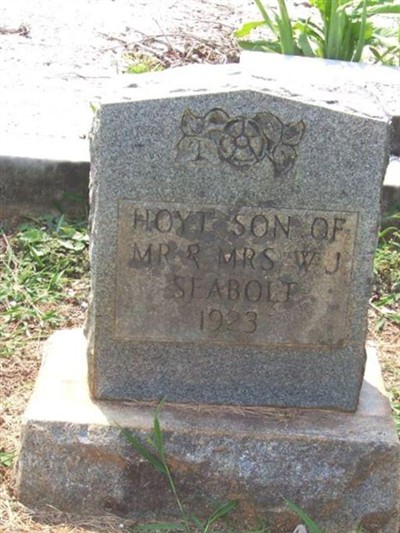 HOYT SON OF
MR & MRS W J
SEABOLT
1923